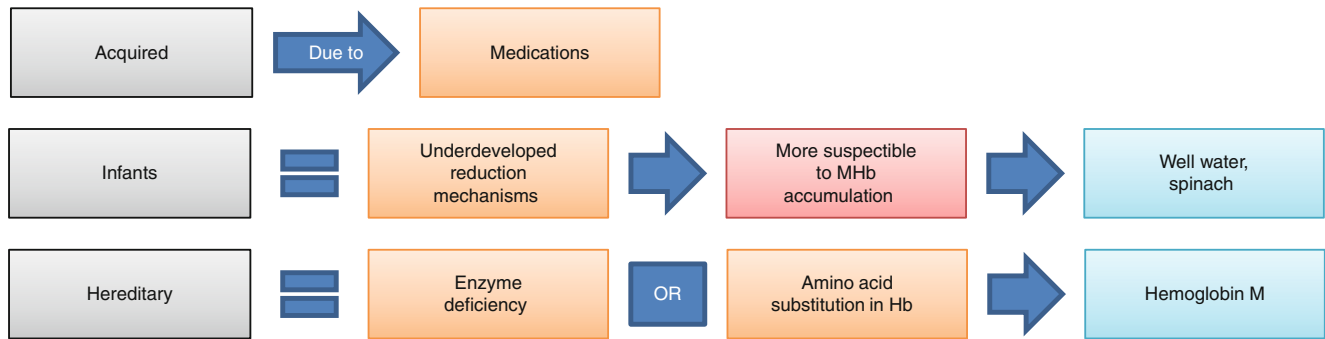 Acquired
Due to
Medications
Infants
Underdeveloped
reduction
mechanisms
More suspectible
to MHb
accumulation
Well water,
spinach
Hereditary
Enzyme
deficiency
OR
Amino acid
substitution in Hb
Hemoglobin M